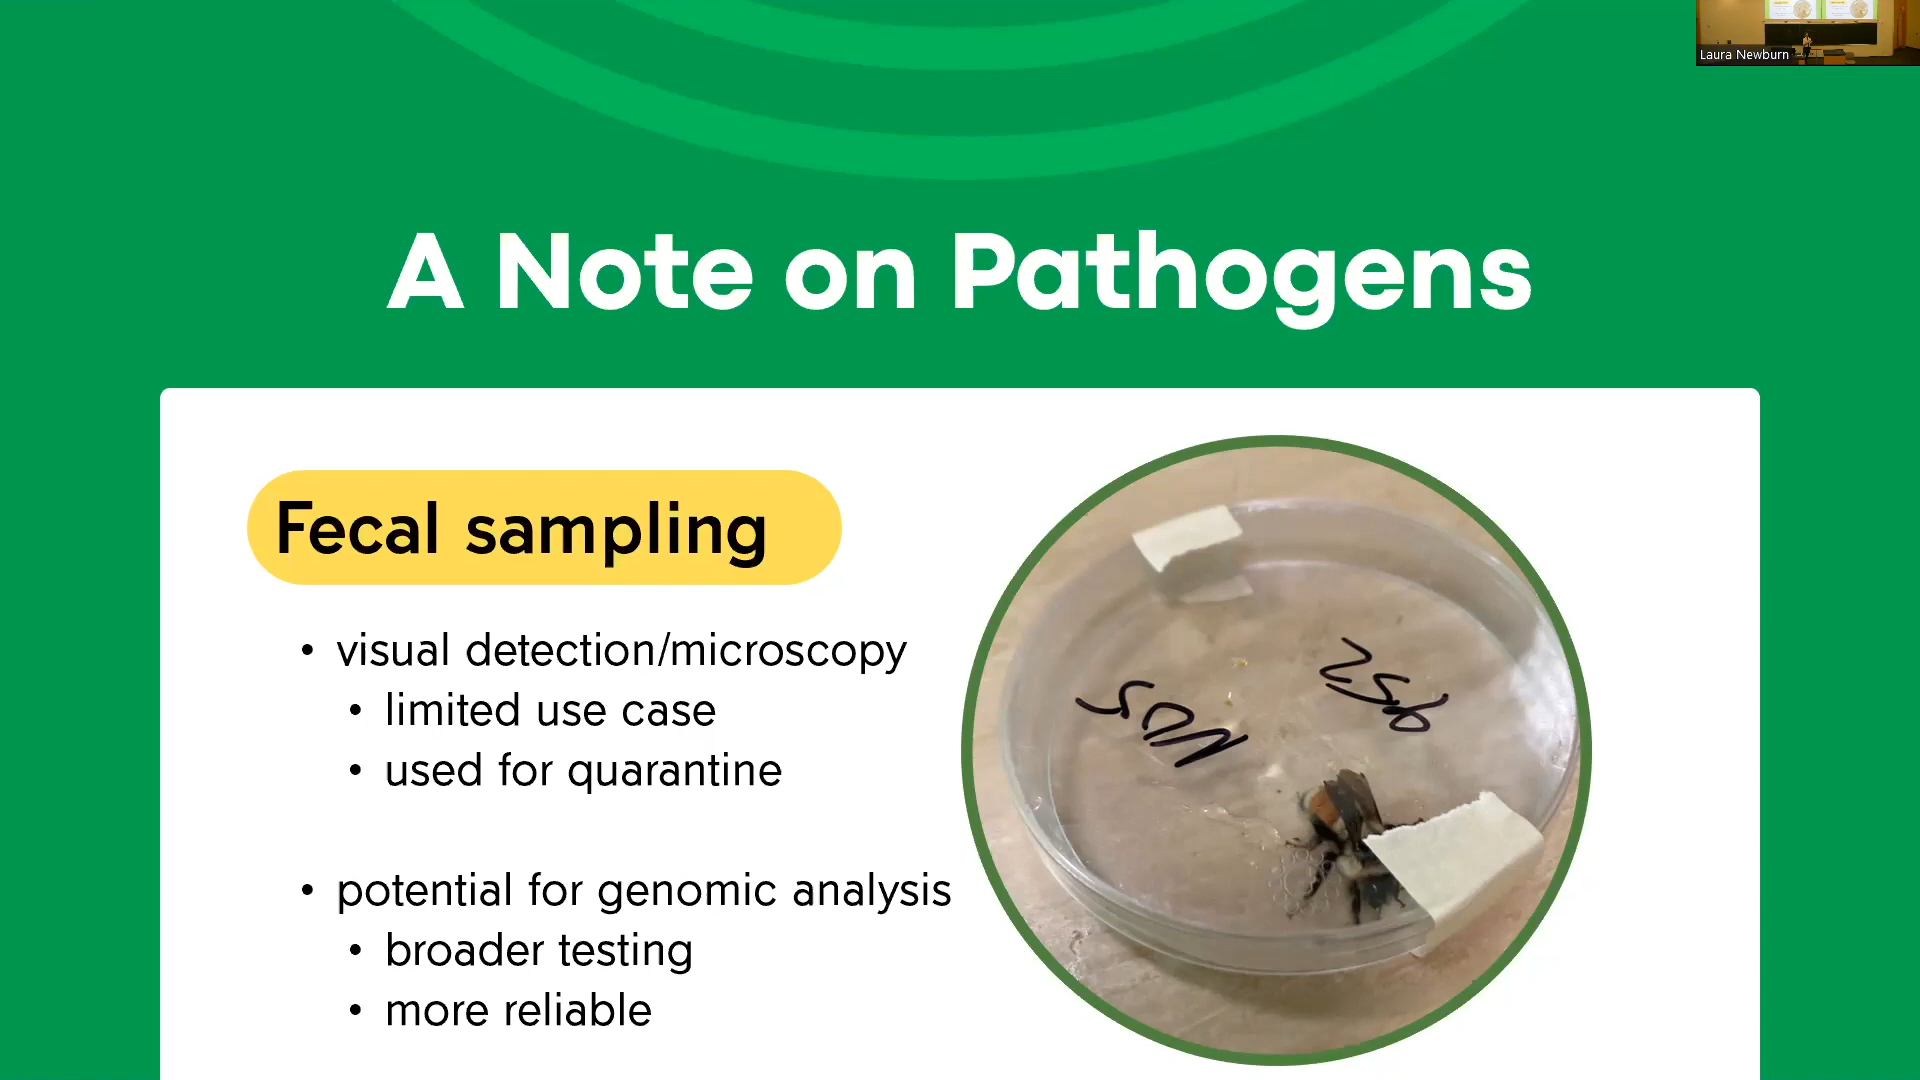 Laura Newburn
A Note on Pathogens
Fecal sampling
• visual detection/microscopy
• limited use case
• used for quarantine
• potential for genomic analysis
• broader testing
• more reliable